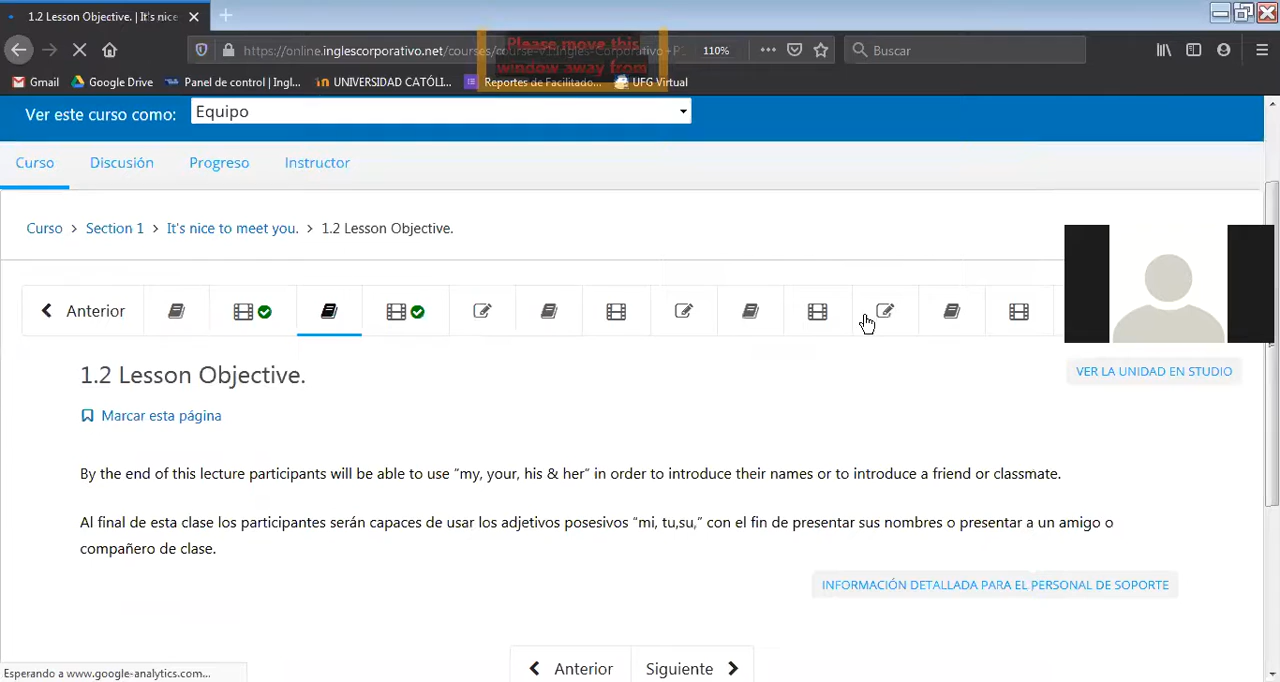 1.2 Lesson Objective. | It's nice
https://online.inglescorporativo.net/courses/
Please move this
window away from
110%
Buscar
Gmail
Google Drive
Panel de control | Ingl...
UNIVERSIDAD CATÓLI...
Reportes de Facilitado...
UFG Virtual
Ver este curso como:
Equipo
Curso
Discusión
Progreso
Instructor
Curso > Section 1 > It's nice to meet you. > 1.2 Lesson Objective.
Anterior
1.2 Lesson Objective.
VER LA UNIDAD EN STUDIO
Marcar esta página
By the end of this lecture participants will be able to use “my, your, his & her” in order to introduce their names or to introduce a friend or classmate.
Al final de esta clase los participantes serán capaces de usar los adjetivos posesivos “mi, tu,su,” con el fin de presentar sus nombres o presentar a un amigo o
compañero de clase.
INFORMACIÓN DETALLADA PARA EL PERSONAL DE SOPORTE
Anterior
Siguiente
Esperando a www.google-analytics.com...